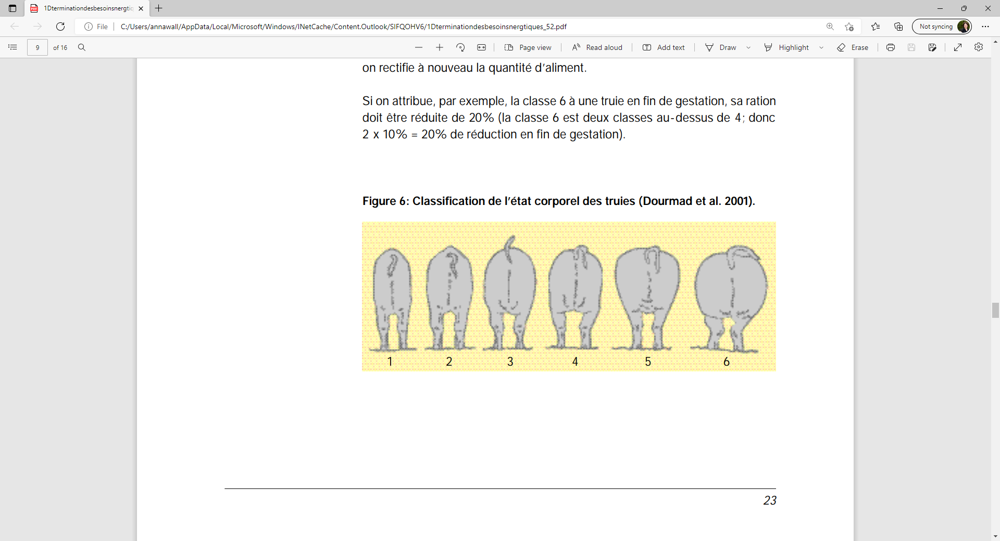 1Dterminationdesbesoinsnergtiq
File
C:/Users/annawall/AppData/Local/Microsoft/Windows/INetCache/Content.Outlook/SIFQOHV6/1Dterminationdesbesoinsnergtiques_52.pdf
Not syncing
9 of 16
Page view
Read aloud
Add text
Draw
Highlight
Erase
on rectifie à nouveau la quantité d'aliment.
Si on attribue, par exemple, la classe 6 à une truie en fin de gestation, sa ration
doit être réduite de 20% (la classe 6 est deux classes au-dessus de 4; donc
2 x 10% = 20% de réduction en fin de gestation).
Figure 6: Classification de l'état corporel des truies (Dourmad et al. 2001).
1 2 3 4 5 6
23